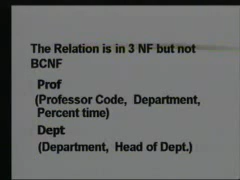 The Relation is in 3 NF but not
BCNF
Prof
(Professor Code, Department,
Percent time)
Dept
(Department, Head of Dept.)